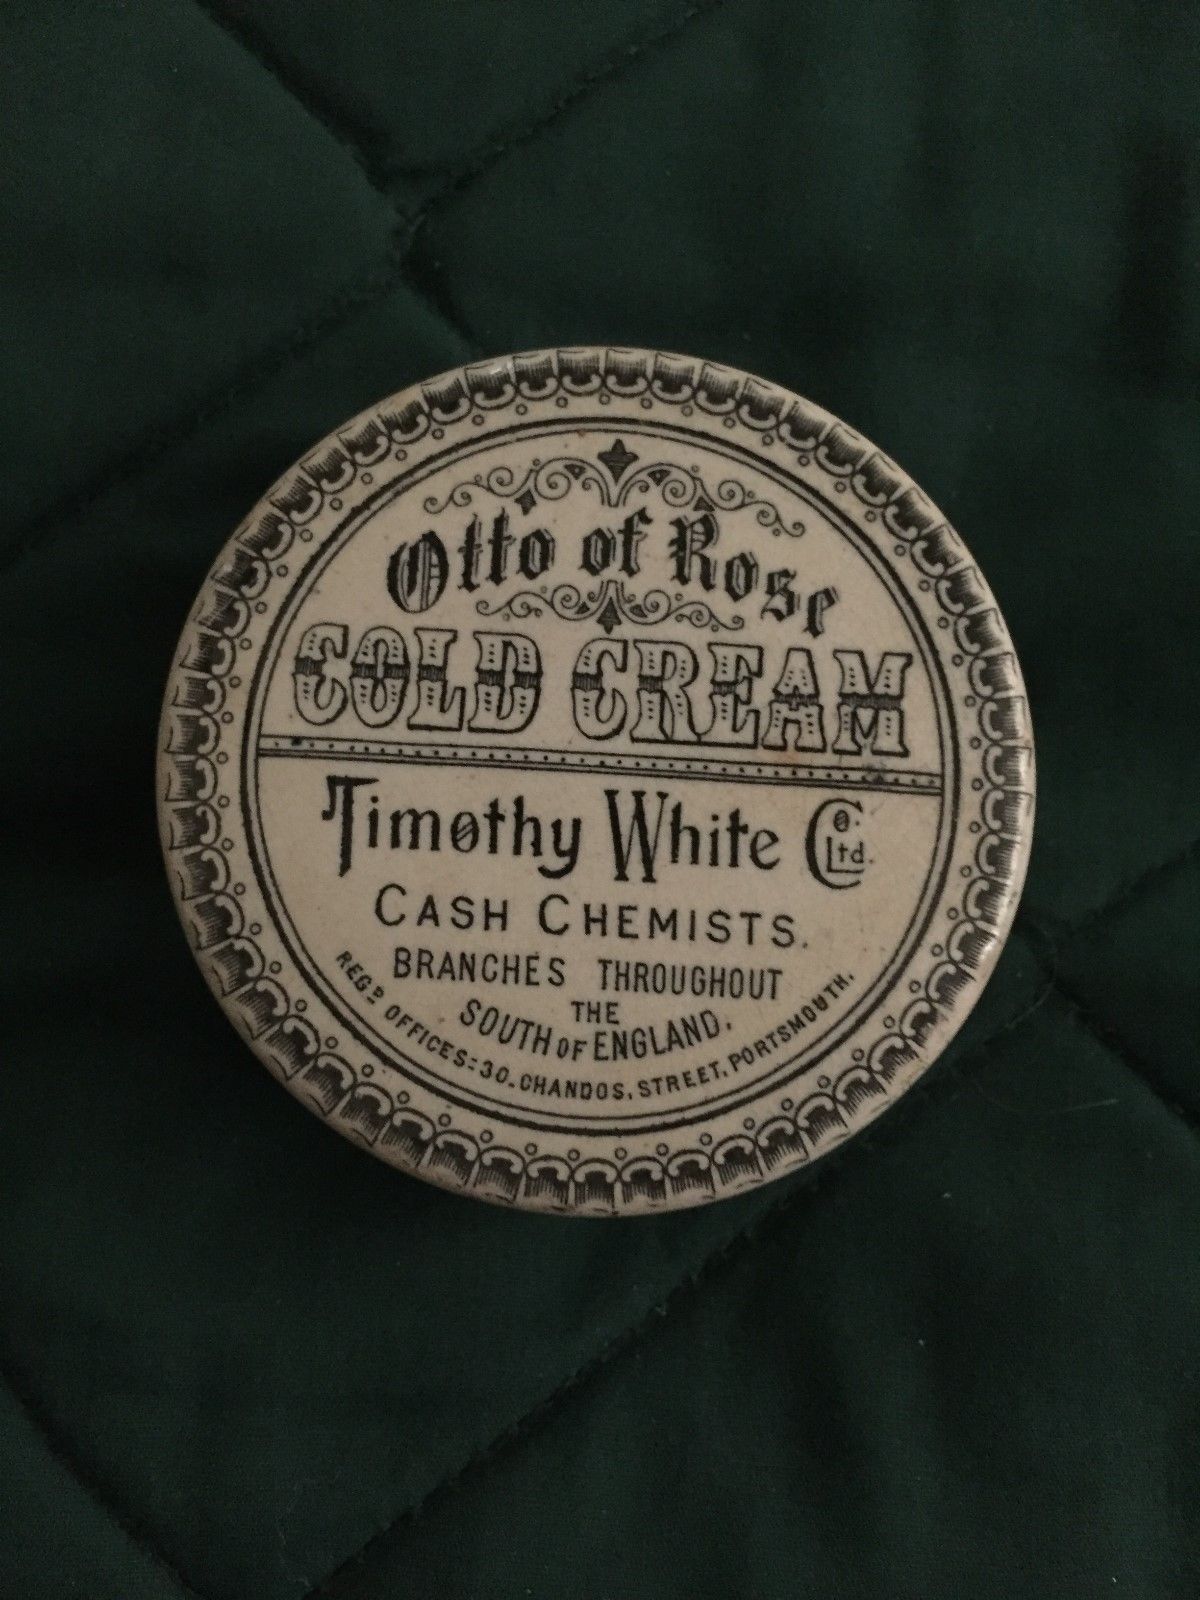 Otto of Rose
COLD CREAM
Timothy White Co. Ltd.
CASH CHEMISTS.
BRANCHES THROUGHOUT
THE
SOUTH OF ENGLAND.
REGD OFFICES:30.CHANDOS.STREET.PORTSMOUTH.